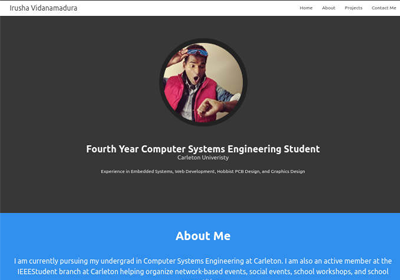 Irusha Vidanamadura
Home About Projects Contact Me
Fourth Year Computer Systems Engineering Student
Carleton Univeristy
Experience in Embedded Systems, Web Development, Hobbist PCB Design, and Graphics Design
About Me
I am currently pursuing my undergrad in Computer Systems Engineering at Carleton. I am also an active member at the
IEEEStudent branch at Carleton helping organize network-based events, social events, school workshops, and school